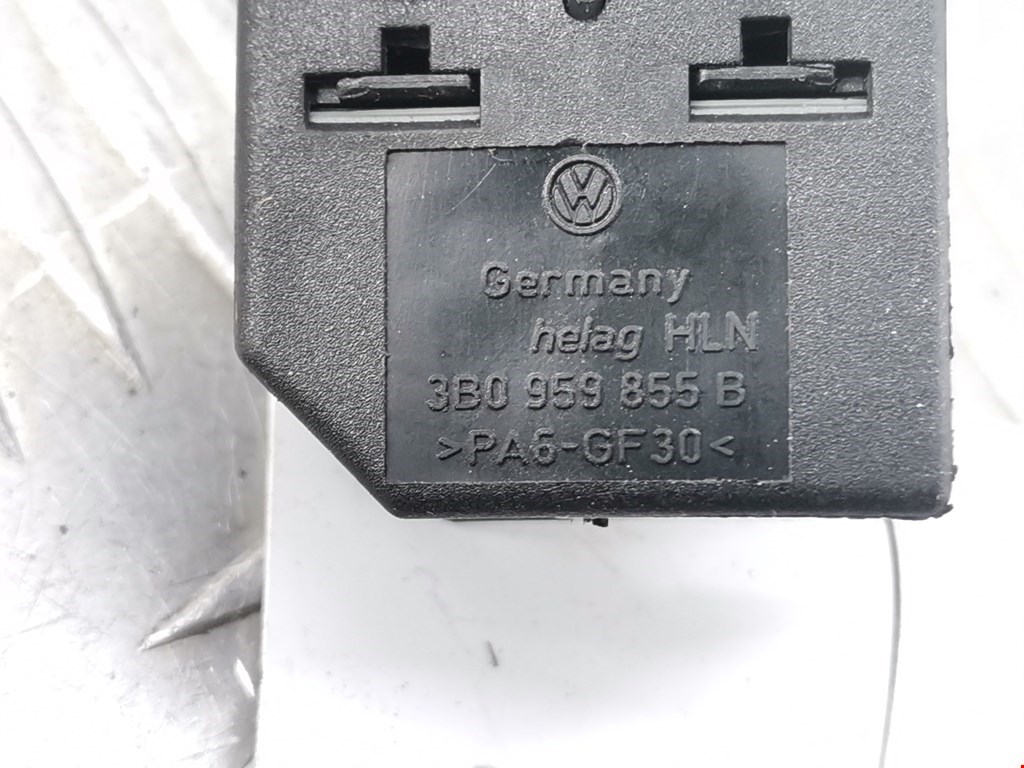 Germany
helag HLN
3B0 959 855 B
>PA6-GF30<